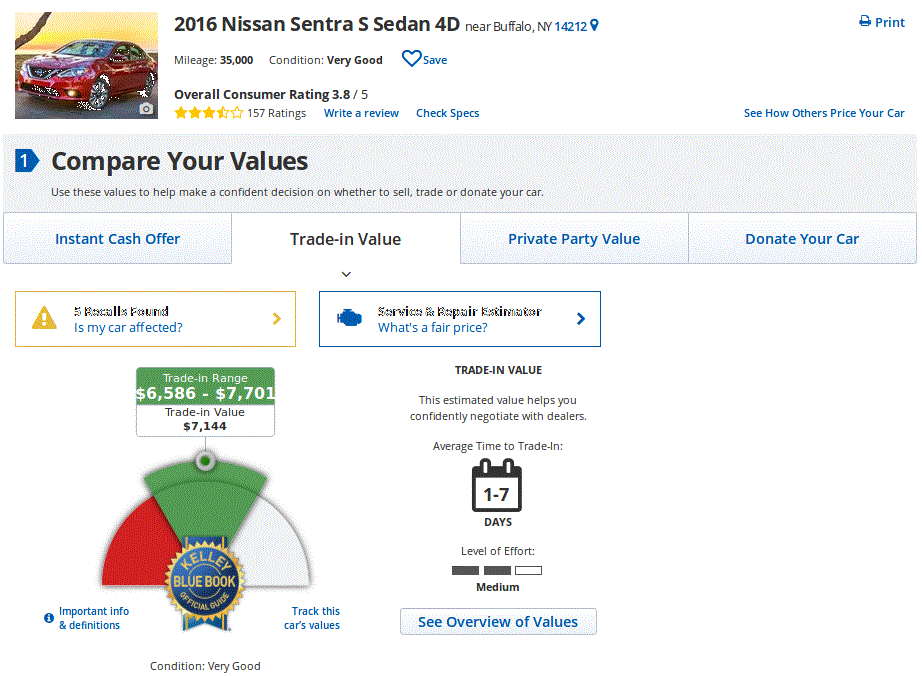 2016 Nissan Sentra S Sedan 4D near Buffalo, NY 14212
Print
Mileage: 35,000 Condition: Very Good Save
Overall Consumer Rating 3.8 / 5
157 Ratings Write a review Check Specs
See How Others Price Your Car
1 Compare Your Values
Use these values to help make a confident decision on whether to sell, trade or donate your car.
Instant Cash Offer
Trade-in Value
Private Party Value
Donate Your Car
5 Recalls Found
Is my car affected?
Service & Repair Estimator
What's a fair price?
Trade-in Range
$6,586 - $7,701
Trade-in Value
$7,144
KELLEY
BLUE BOOK
OFFICIAL GUIDE
Important info
& definitions
Track this
car's values
Condition: Very Good
TRADE-IN VALUE
This estimated value helps you
confidently negotiate with dealers.
Average Time to Trade-In:
1-7
DAYS
Level of Effort:
Medium
See Overview of Values